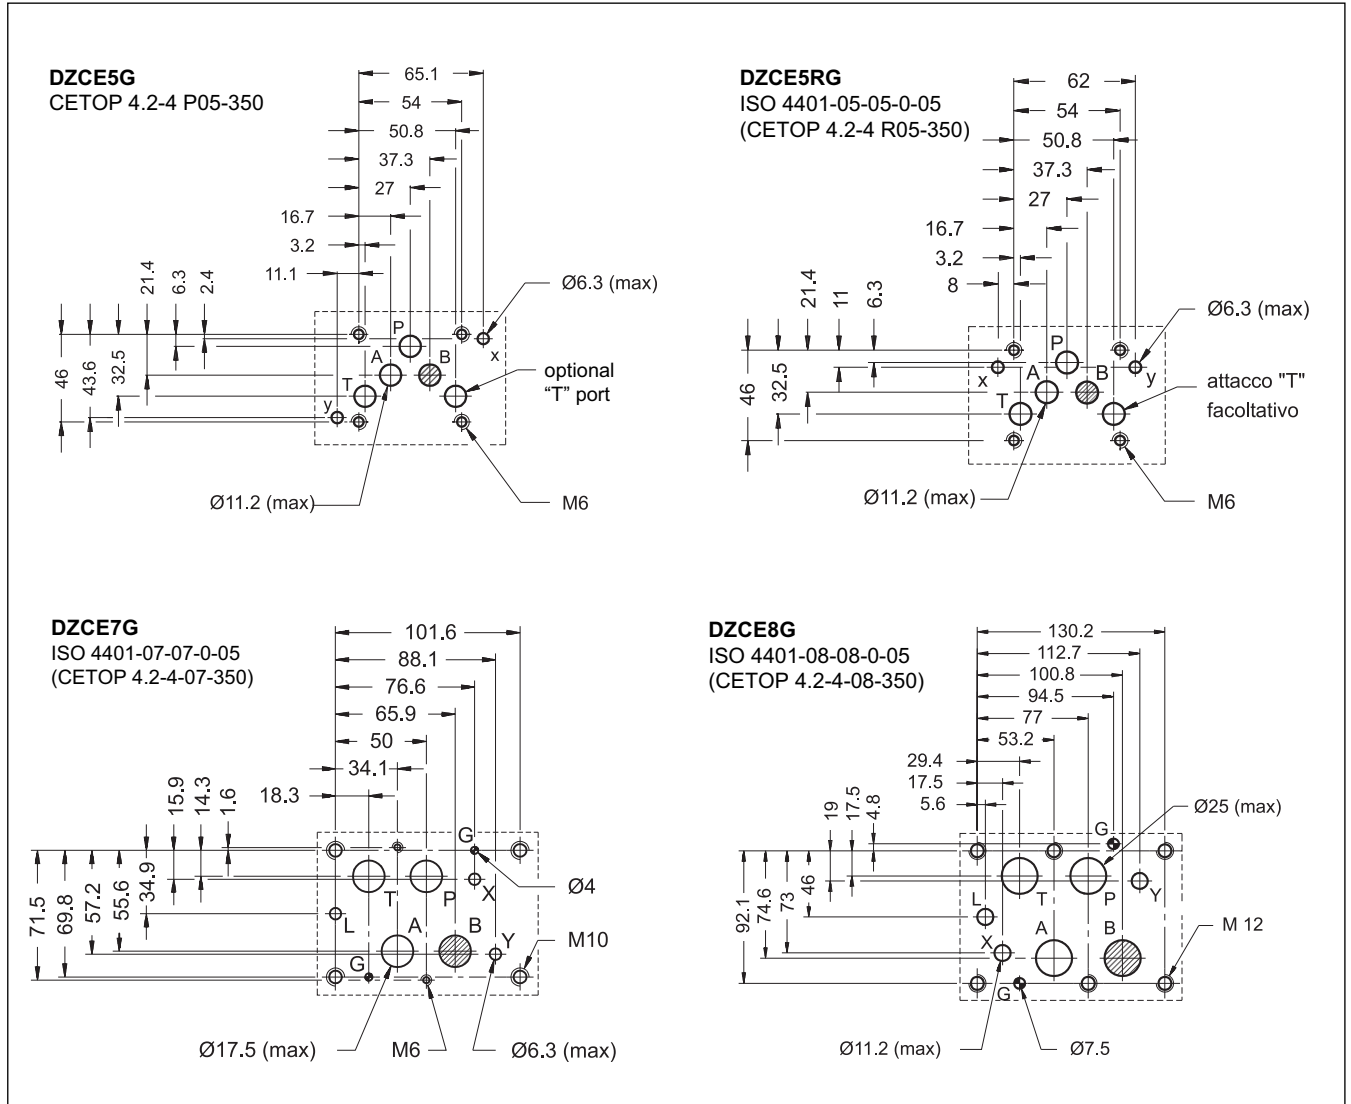 DZCE5G
CETOP 4.2-4 P05-350
65.1
54
50.8
37.3
27
16.7
3.2
11.1
21.4
6.3
2.4
46
43.6
32.5
Ø6.3 (max)
P
A
B
x
T
y
optional
“T” port
Ø11.2 (max)
M6
DZCE5RG
ISO 4401-05-05-0-05
(CETOP 4.2-4 R05-350)
62
54
50.8
37.3
27
16.7
3.2
8
21.4
11
6.3
46
32.5
Ø6.3 (max)
P
x
A
B
y
T
attacco "T"
facoltativo
Ø11.2 (max)
M6
DZCE7G
ISO 4401-07-07-0-05
(CETOP 4.2-4-07-350)
101.6
88.1
76.6
65.9
50
34.1
18.3
15.9
14.3
1.6
71.5
69.8
57.2
55.6
34.9
G
T
P
X
L
A
B
Y
G
Ø4
M10
Ø17.5 (max)
M6
Ø6.3 (max)
DZCE8G
ISO 4401-08-08-0-05
(CETOP 4.2-4-08-350)
130.2
112.7
100.8
94.5
77
53.2
29.4
17.5
5.6
19
17.5
4.8
92.1
74.6
73
46
G
Ø25 (max)
T
P
Y
L
A
B
X
G
M 12
Ø11.2 (max)
Ø7.5